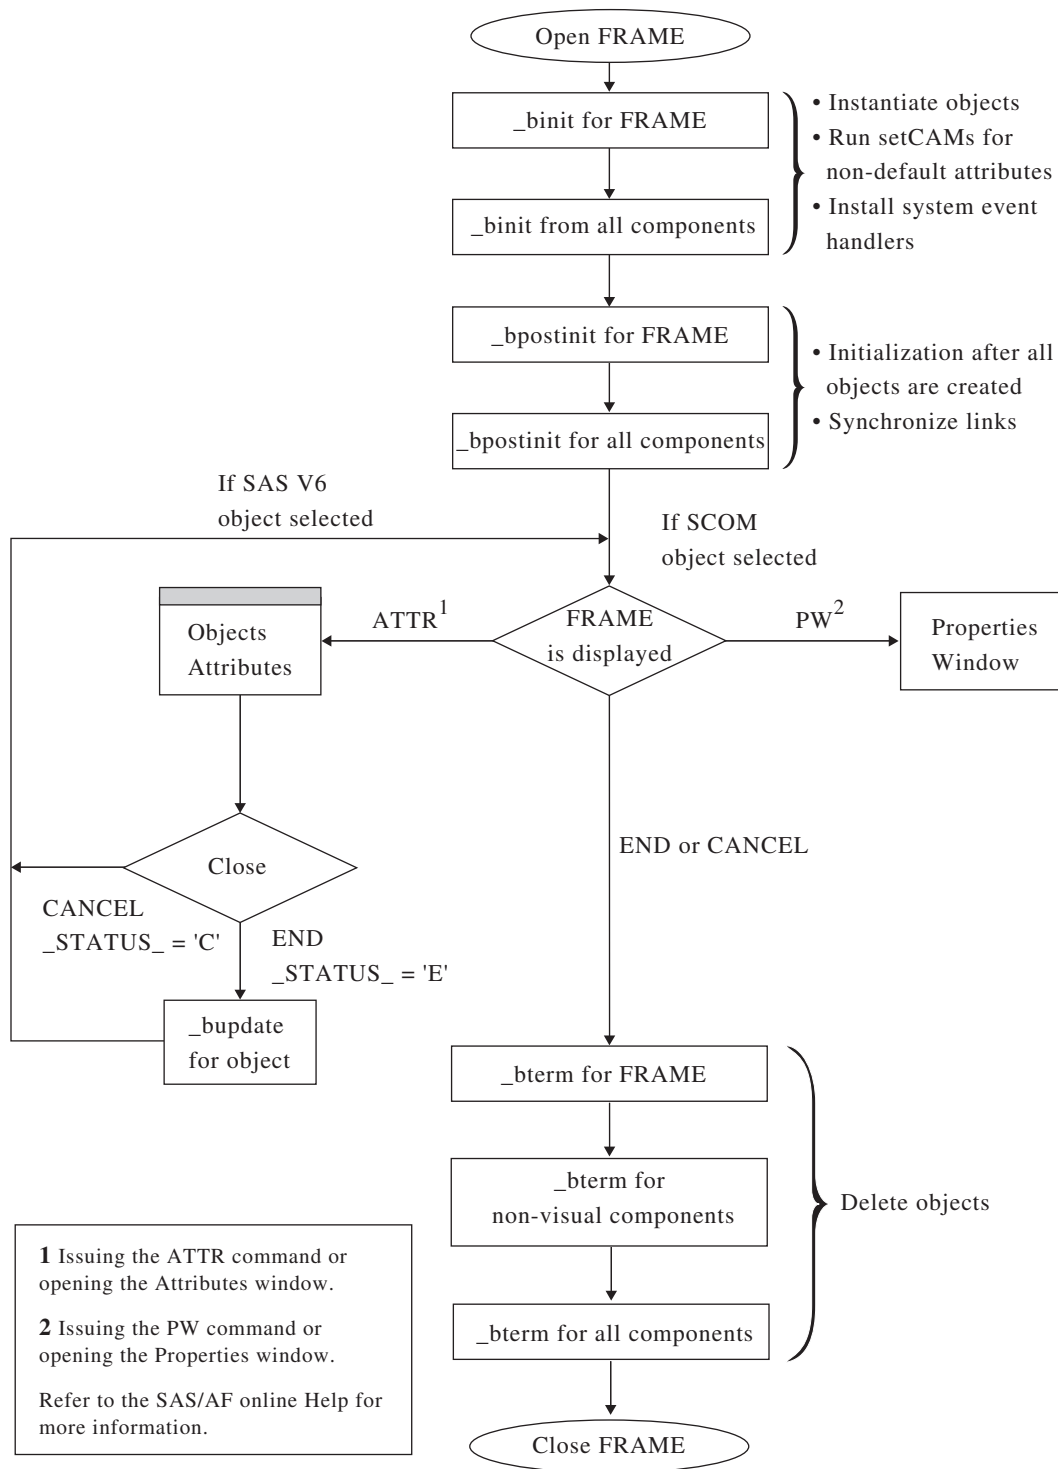 Open FRAME
_binit for FRAME
_binit from all components
• Instantiate objects
• Run setCAMs for
non-default attributes
• Install system event
handlers
_bpostinit for FRAME
_bpostinit for all components
• Initialization after all
objects are created
• Synchronize links
If SAS V6
object selected
If SCOM
object selected
Objects
Attributes
ATTR1
FRAME
is displayed
PW2
Properties
Window
Close
CANCEL
_STATUS_ = 'C'
END
_STATUS_ = 'E'
_bupdate
for object
END or CANCEL
_bterm for FRAME
_bterm for
non-visual components
_bterm for all components
Delete objects
Close FRAME
1 Issuing the ATTR command or
opening the Attributes window.
2 Issuing the PW command or
opening the Properties window.
Refer to the SAS/AF online Help for
more information.